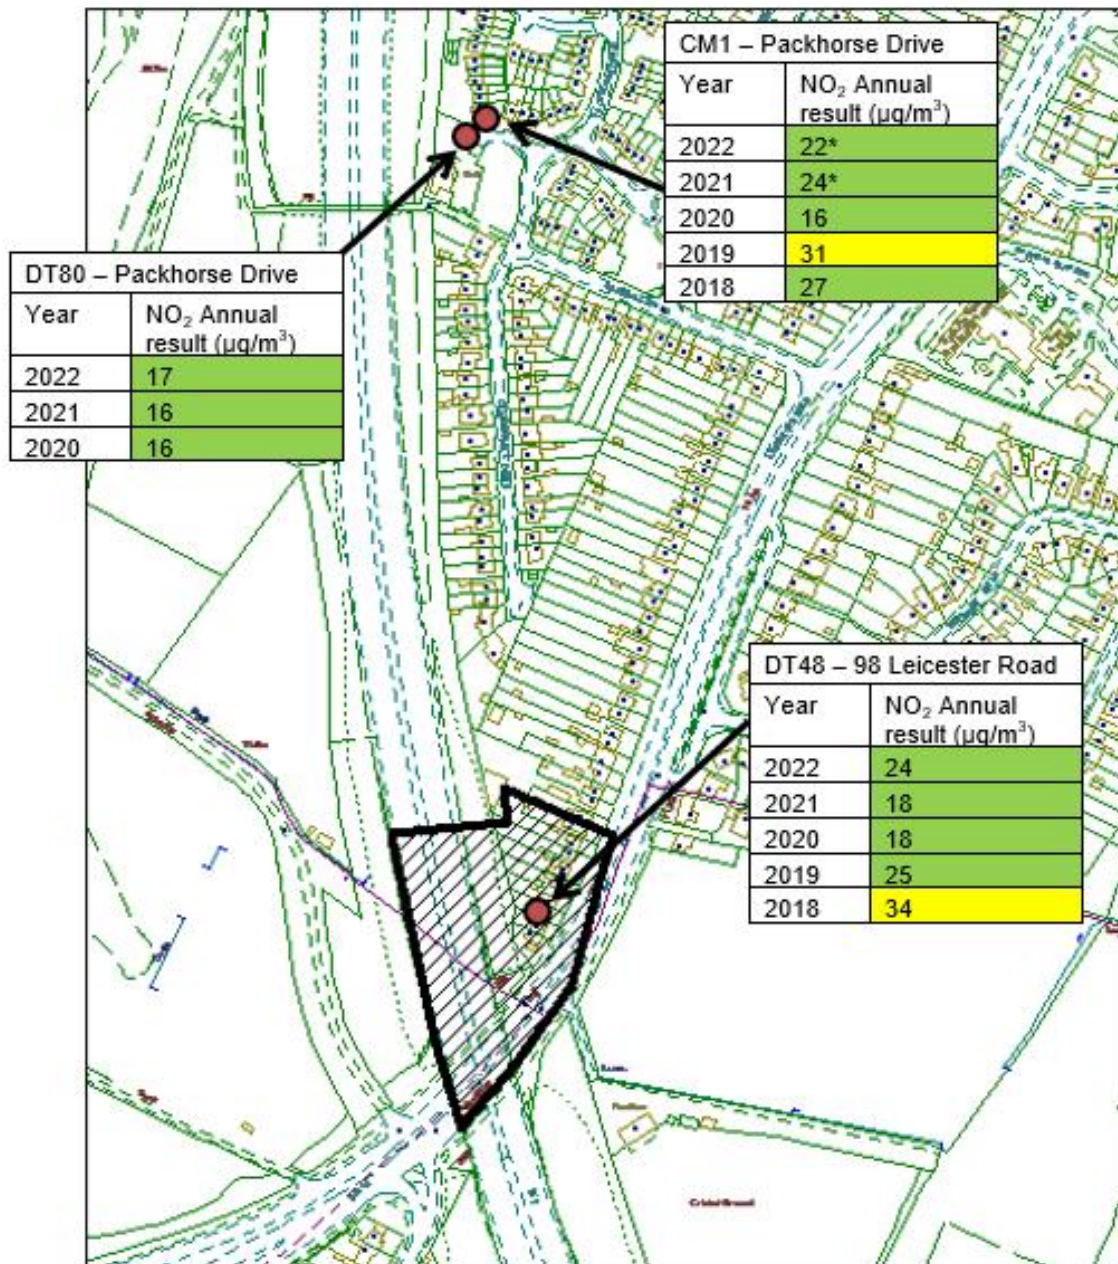 CM1 – Packhorse Drive
Year NO₂ Annual
result (µg/m³)
2022 22*
2021 24*
2020 16
2019 31
2018 27
DT80 – Packhorse Drive
Year NO₂ Annual
result (µg/m³)
2022 17
2021 16
2020 16
DT48 – 98 Leicester Road
Year NO₂ Annual
result (µg/m³)
2022 24
2021 18
2020 18
2019 25
2018 34
Cricket Ground